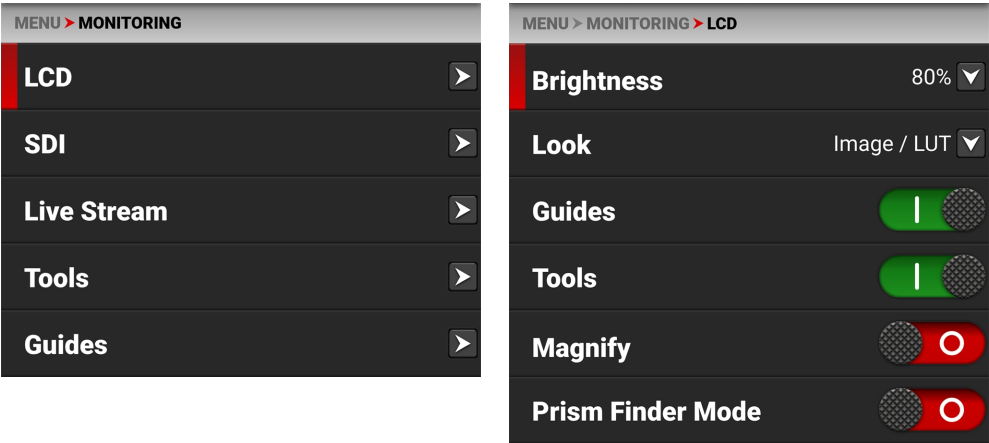 MENU > MONITORING
LCD
SDI
Live Stream
Tools
Guides
MENU > MONITORING > LCD
Brightness 80%
Look Image / LUT
Guides
Tools
Magnify
Prism Finder Mode